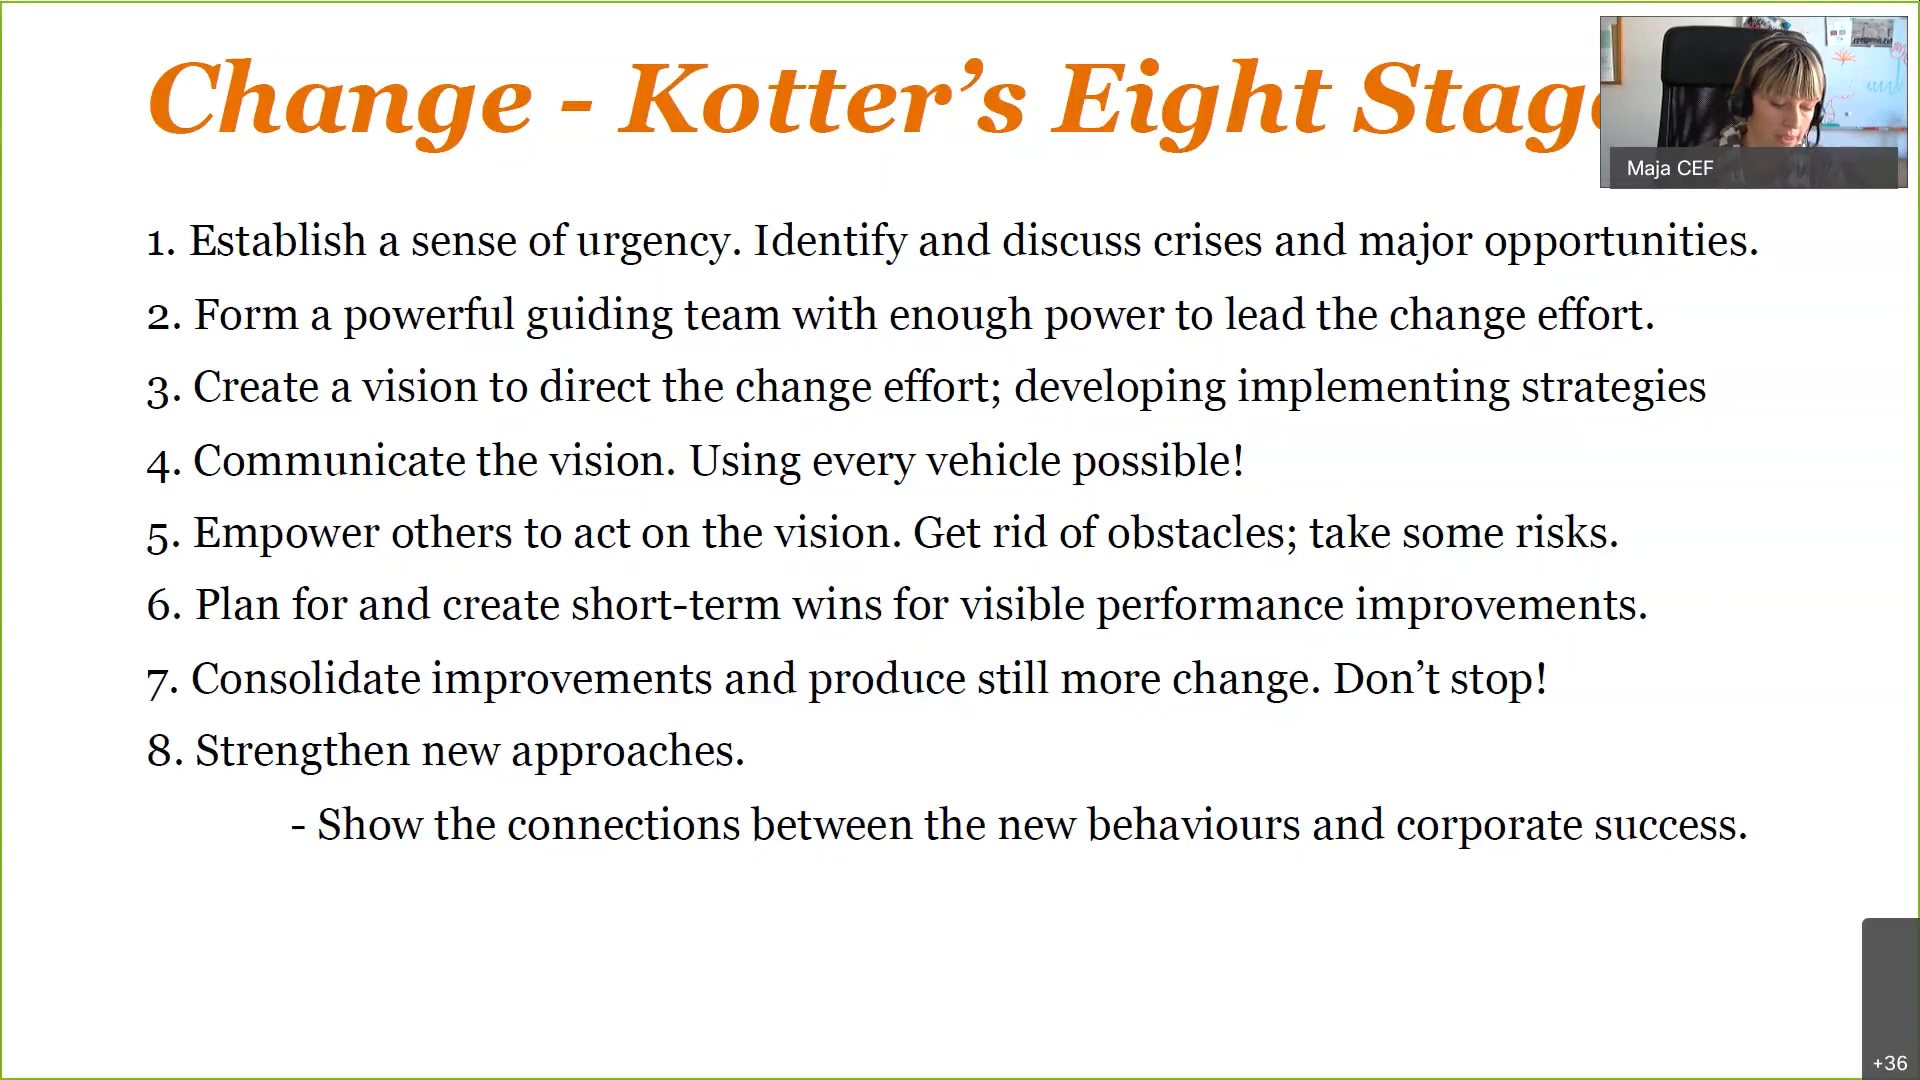 Change - Kotter’s Eight Stag
Maja CEF
1. Establish a sense of urgency. Identify and discuss crises and major opportunities.
2. Form a powerful guiding team with enough power to lead the change effort.
3. Create a vision to direct the change effort; developing implementing strategies
4. Communicate the vision. Using every vehicle possible!
5. Empower others to act on the vision. Get rid of obstacles; take some risks.
6. Plan for and create short-term wins for visible performance improvements.
7. Consolidate improvements and produce still more change. Don’t stop!
8. Strengthen new approaches.
- Show the connections between the new behaviours and corporate success.
+36